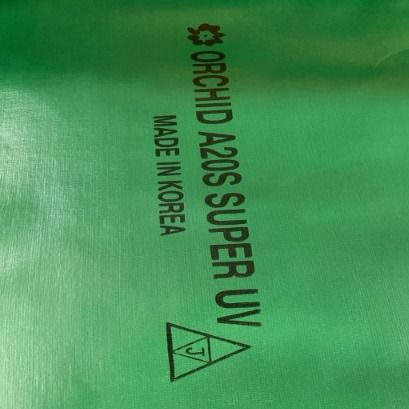 ORCHID A20S SUPER UV
MADE IN KOREA
J